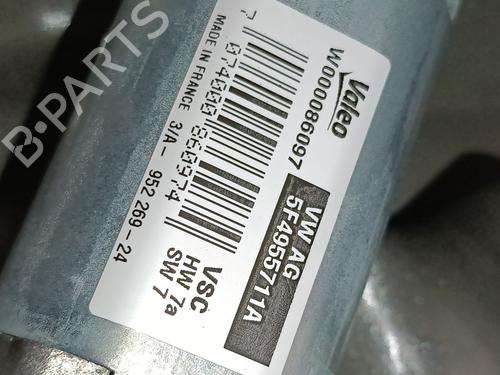 Valeo
W000086097
VW AG
5F4955711A
7 074000 860974
MADE IN FRANCE 3/A - 952 269 - 24
VSC
HW 7a
SW 7
B-PARTS